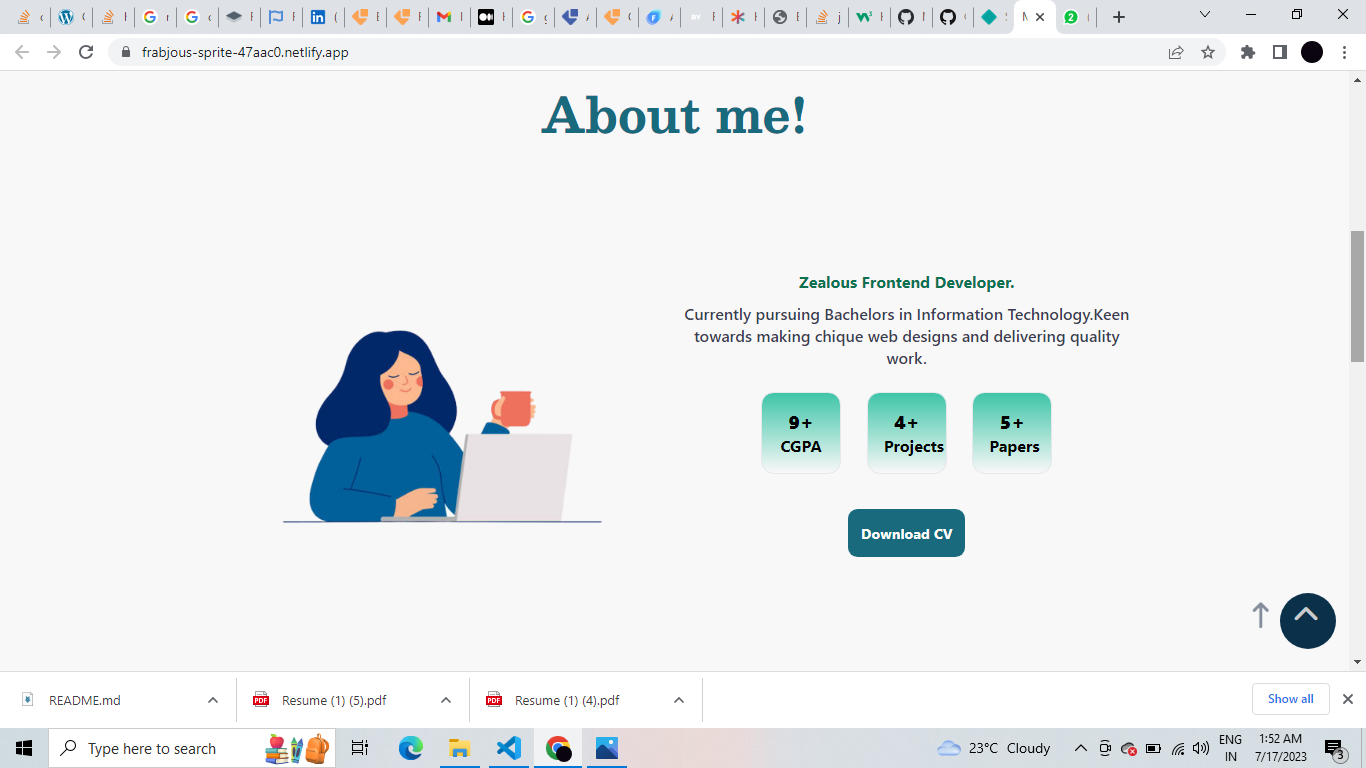 frabjous-sprite-47aac0.netlify.app
About me!
Zealous Frontend Developer.
Currently pursuing Bachelors in Information Technology.Keen
towards making chique web designs and delivering quality
work.
9+ 4+ 5+
CGPA Projects Papers
Download CV
README.md Resume (1) (5).pdf Resume (1) (4).pdf Show all
Type here to search 23°C Cloudy ENG 1:52 AM
IN 7/17/2023 3